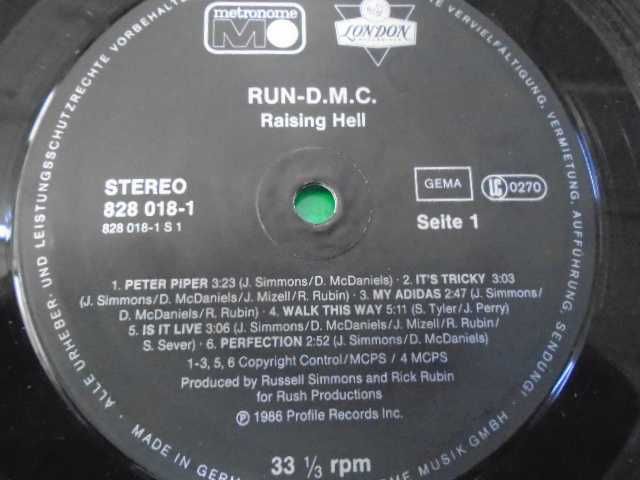 metronome
M
LONDON
RUN-D.M.C.
Raising Hell
STEREO
828 018-1
828 018-1 S 1
GEMA
LC 0270
Seite 1
1. PETER PIPER 3:23 (J. Simmons/D. McDaniels) · 2. IT'S TRICKY 3:03
(J. Simmons/D. McDaniels/J. Mizell/R. Rubin) · 3. MY ADIDAS 2:47 (J. Simmons/
D. McDaniels/R. Rubin) · 4. WALK THIS WAY 5:11 (S. Tyler/J. Perry)
5. IS IT LIVE 3:06 (J. Simmons/D. McDaniels/J. Mizell/R. Rubin/
S. Sever) · 6. PERFECTION 2:52 (J. Simmons/D. McDaniels)
1-3, 5, 6 Copyright Control/MCPS / 4 MCPS
Produced by Russell Simmons and Rick Rubin
for Rush Productions
Ⓟ 1986 Profile Records Inc.
33 ⅓ rpm
ALLE URHEBER- UND LEISTUNGSSCHUTZRECHTE VORBEHALTEN
VERVIELFÄLTIGUNG, VERMIETUNG, AUFFÜHRUNG, SENDUNG!
MADE IN GERM
ME MUSIK GMBH ·